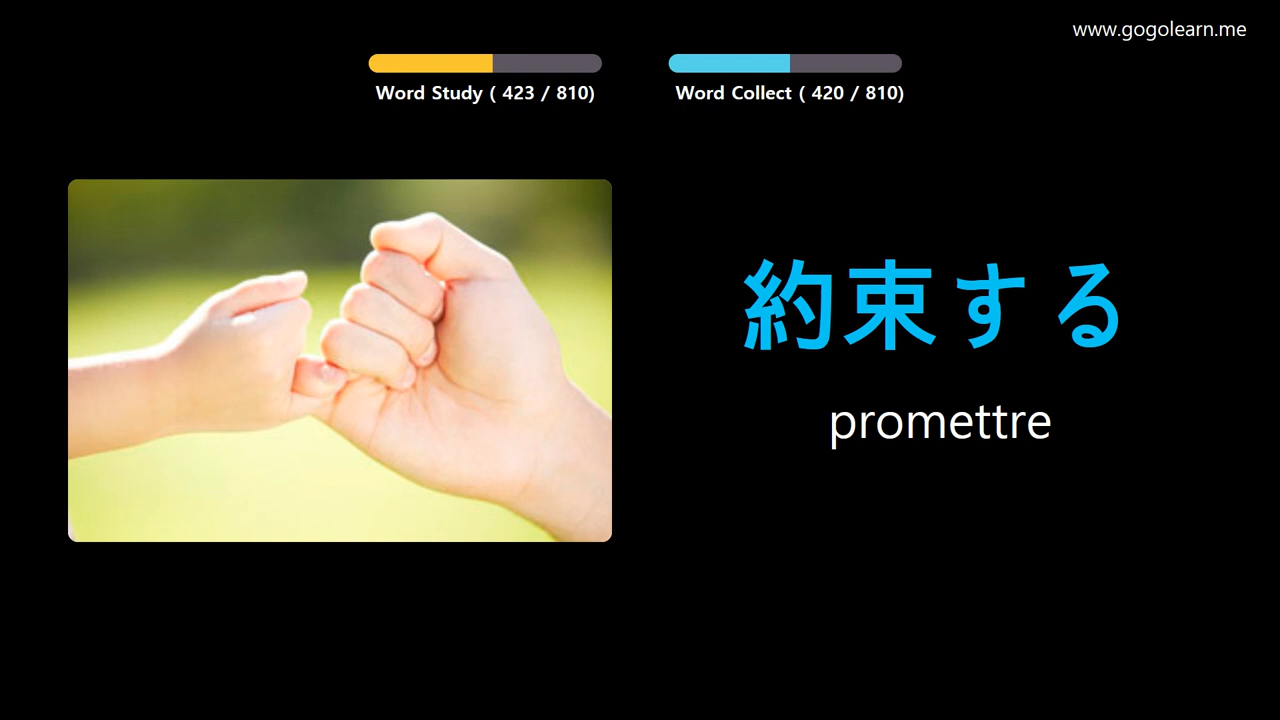 www.gogolearn.me
Word Study ( 423 / 810)
Word Collect ( 420 / 810)
約束する
promettre